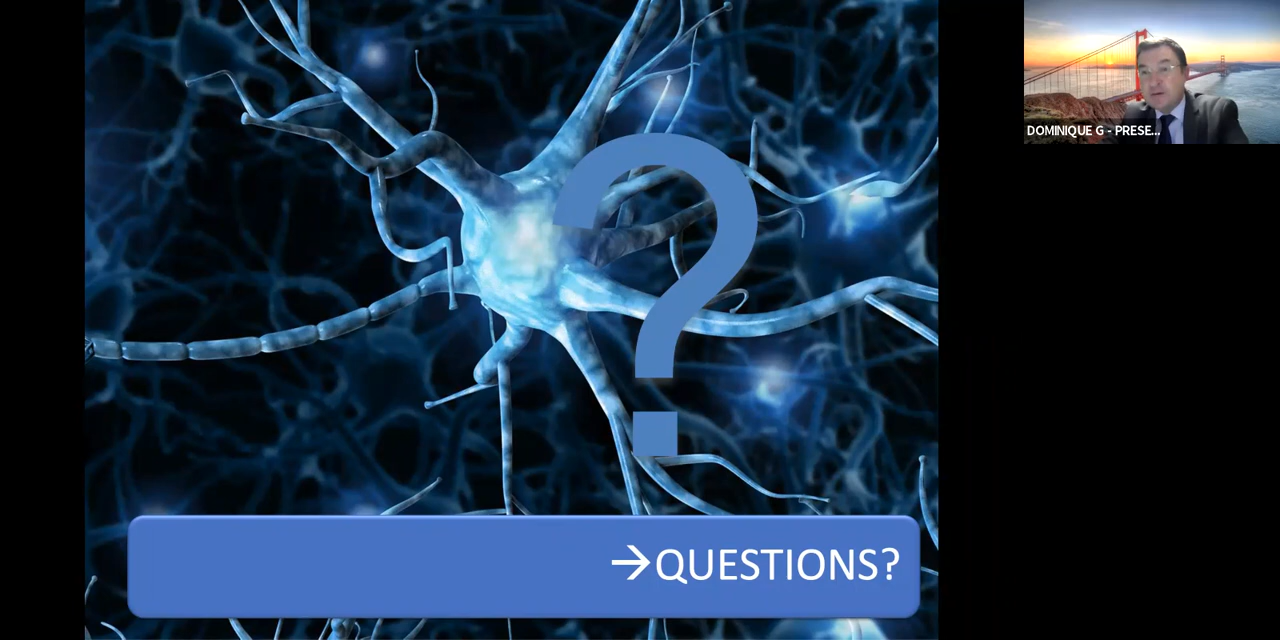 DOMINIQUE G - PRESE...
?
→QUESTIONS?